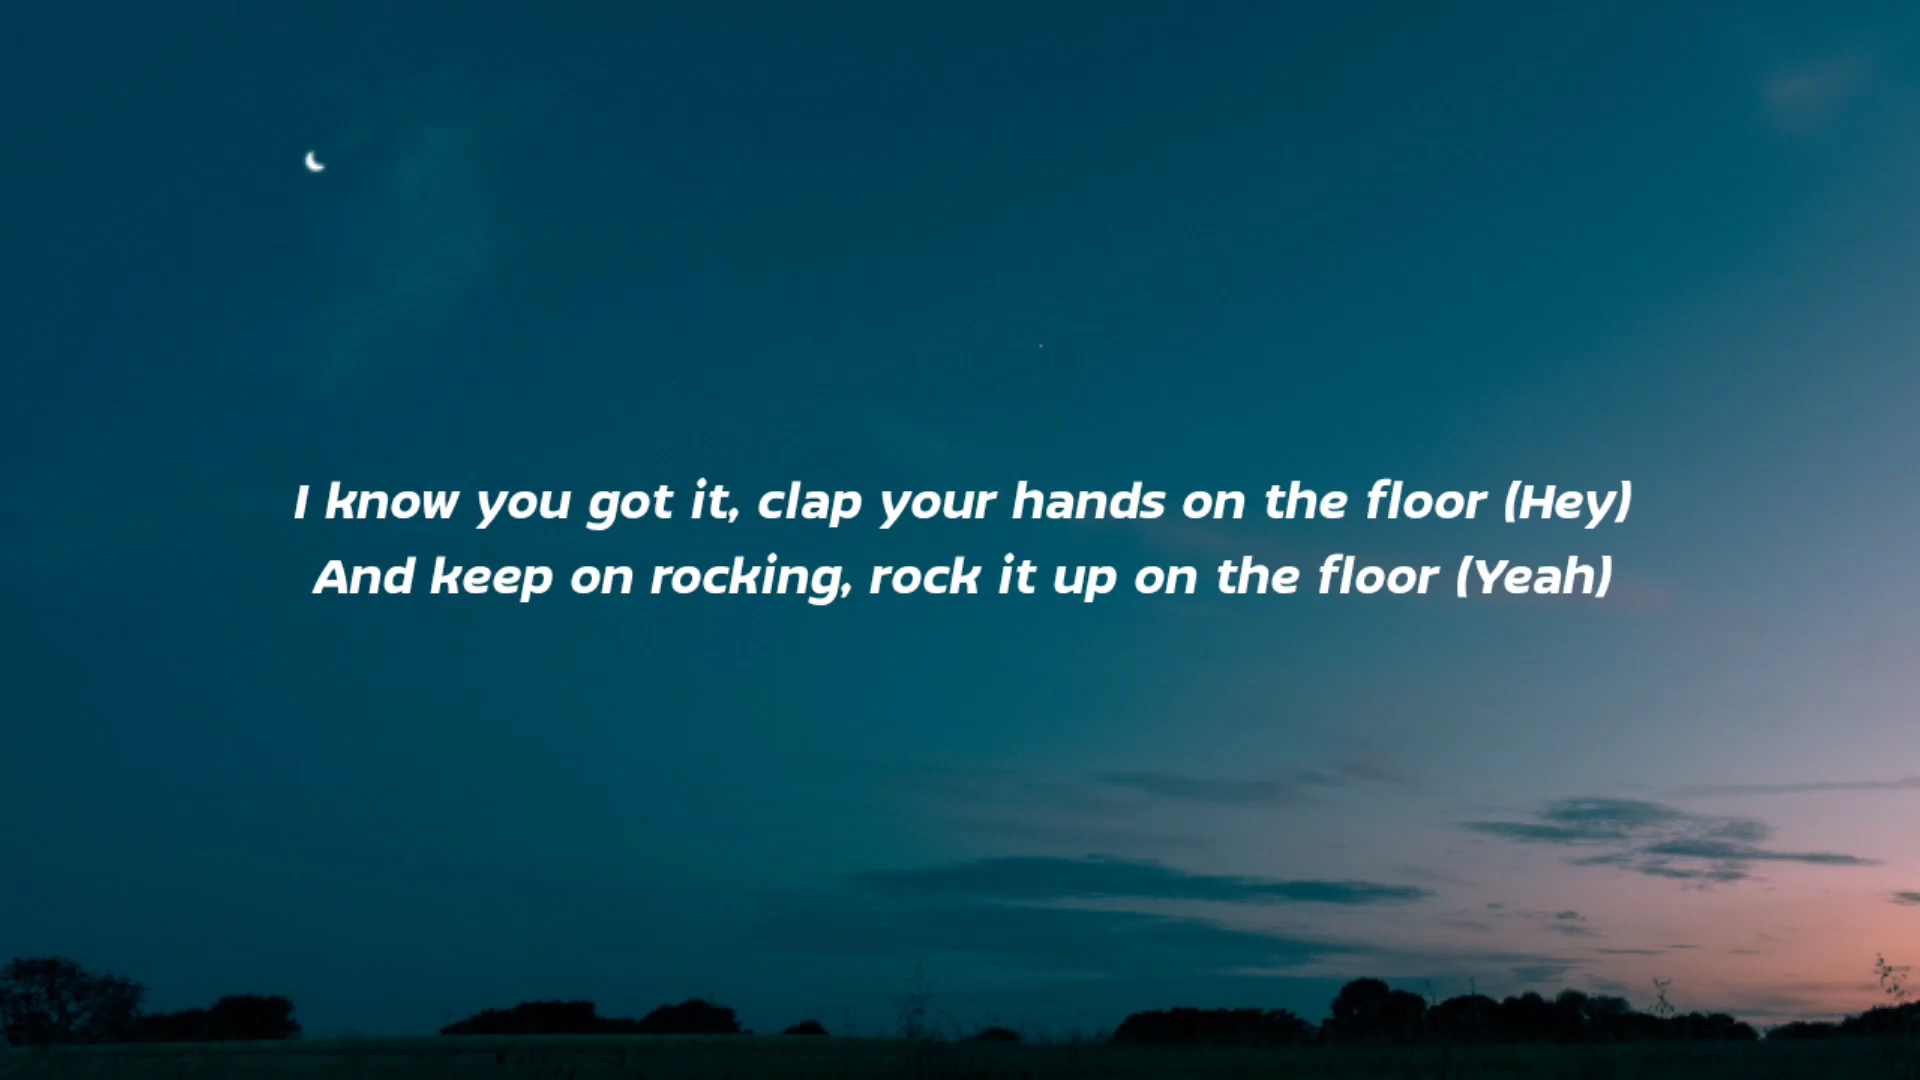 I know you got it, clap your hands on the floor (Hey)
And keep on rocking, rock it up on the floor (Yeah)